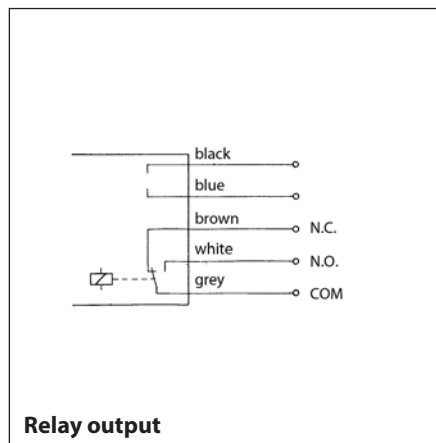 black
blue
brown N.C.
white N.O.
grey COM
Relay output